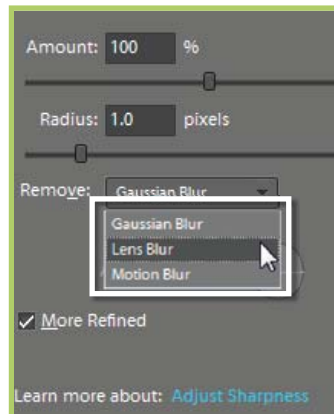 Amount: 100 %
Radius: 1.0 pixels
Remove: Gaussian Blur
Gaussian Blur
Lens Blur
Motion Blur
More Refined
Learn more about: Adjust Sharpness